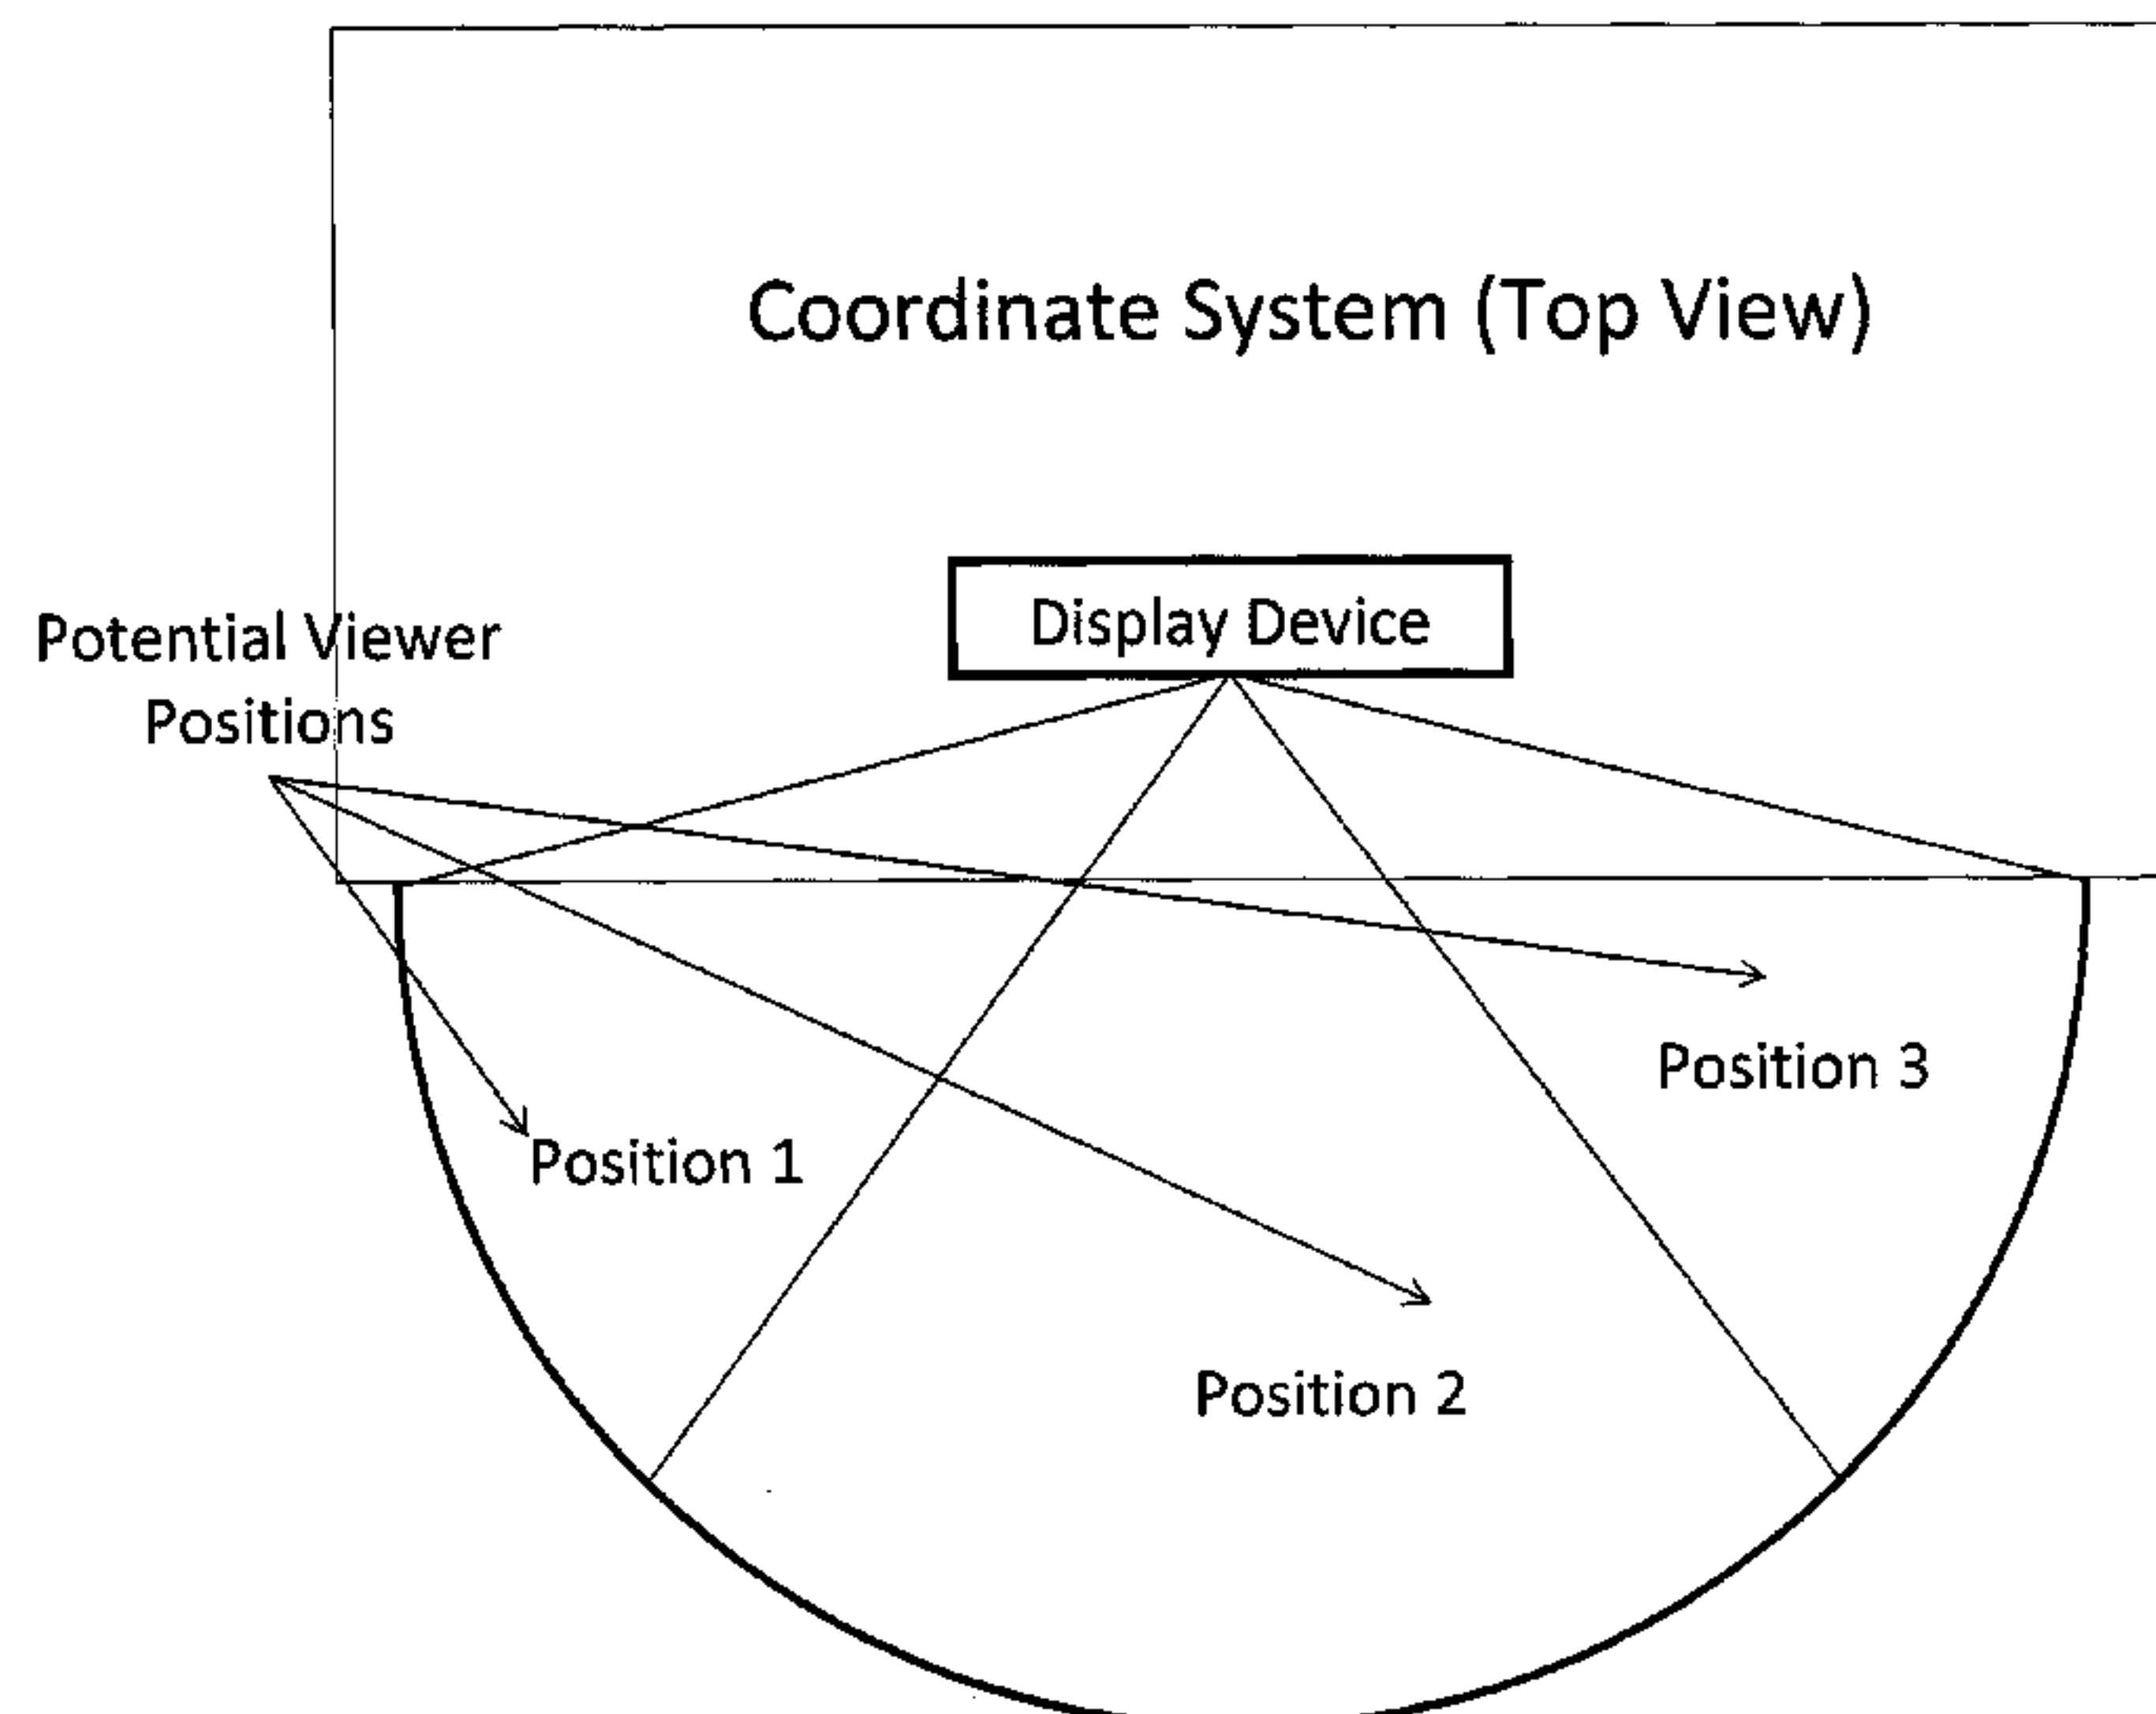 Coordinate System (Top View)
Display Device
Potential Viewer
Positions
Position 3
Position 1
Position 2